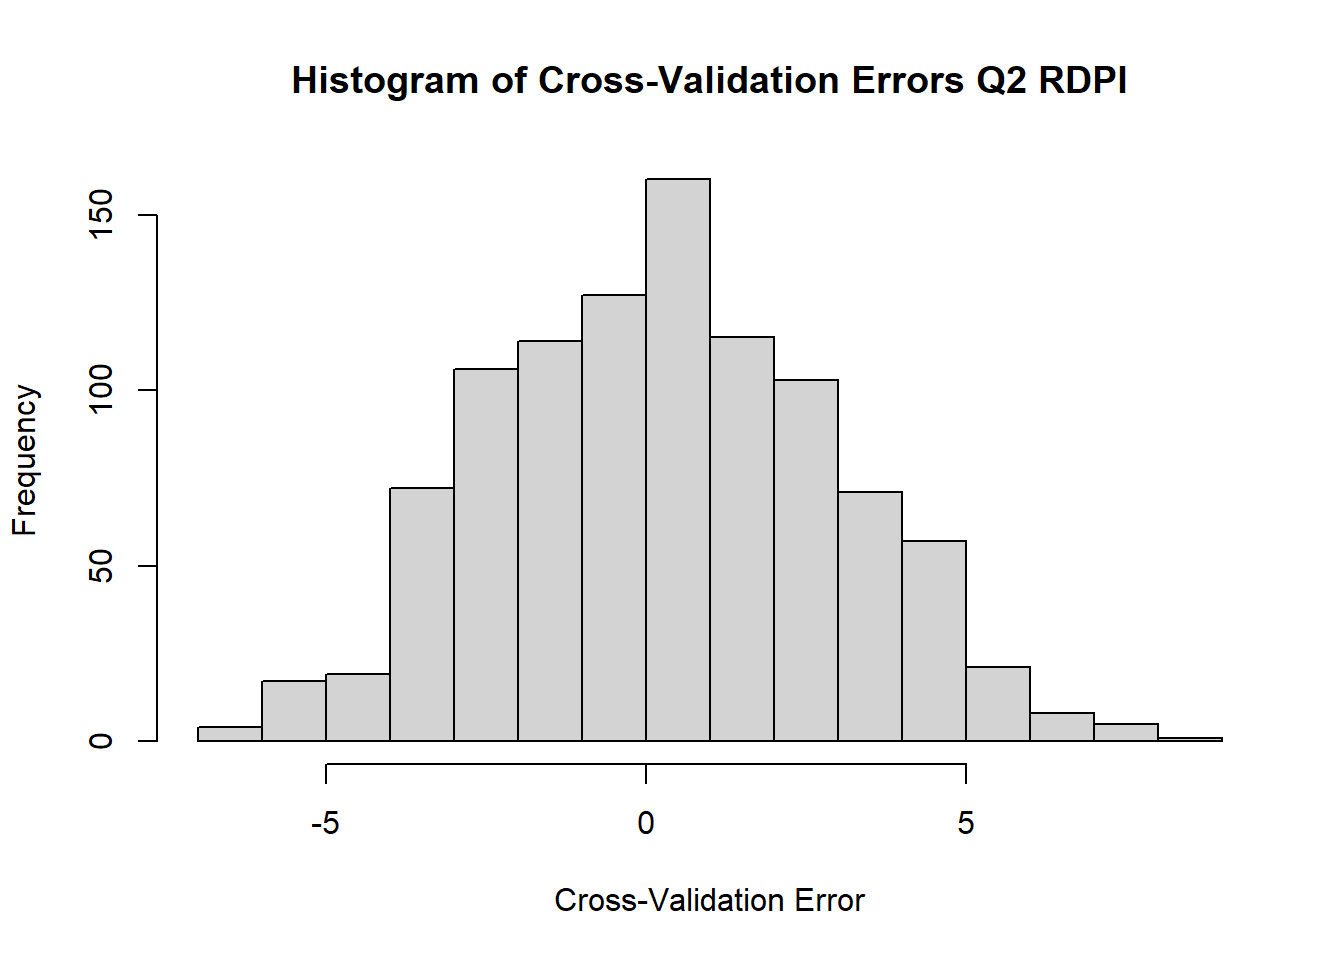 Histogram of Cross-Validation Errors Q2 RDPI
Frequency
150
100
50
0
-5 0 5
Cross-Validation Error